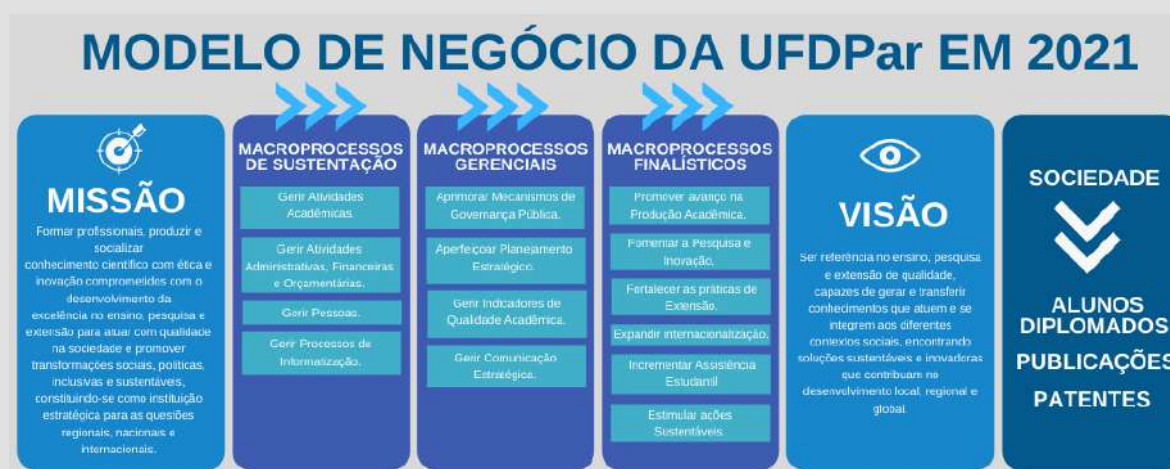 MODELO DE NEGÓCIO DA UFDPar EM 2021
MISSÃO
Formar profissionais, produzir e
socializar
conhecimento científico com ética e
inovação comprometidos com o
desenvolvimento da
excelência no ensino, pesquisa e
extensão para atuar com qualidade
na sociedade e promover
transformações sociais, políticas,
inclusivas e sustentáveis,
constituindo-se como instituição
estratégica para as questões
regionais, nacionais e
internacionais.
MACROPROCESSOS
DE SUSTENTAÇÃO
Gerir Atividades
Acadêmicas.
Gerir Atividades
Administrativas, Financeiras
e Orçamentárias.
Gerir Pessoas.
Gerir Processos de
Informatização.
MACROPROCESSOS
GERENCIAIS
Aprimorar Mecanismos de
Governança Pública.
Aperfeiçoar Planejamento
Estratégico.
Gerir Indicadores de
Qualidade Acadêmica.
Gerir Comunicação
Estratégica.
MACROPROCESSOS
FINALÍSTICOS
Promover avanço na
Produção Acadêmica.
Fomentar a Pesquisa e
Inovação.
Fortalecer as práticas de
Extensão.
Expandir internacionalização.
Incrementar Assistência
Estudantil
Estimular ações
Sustentáveis.
VISÃO
Ser referência no ensino, pesquisa
e extensão de qualidade,
capazes de gerar e transferir
conhecimentos que atuem e se
integrem aos diferentes
contextos sociais, encontrando
soluções sustentáveis e inovadoras
que contribuam no
desenvolvimento local, regional e
global.
SOCIEDADE
ALUNOS
DIPLOMADOS
PUBLICAÇÕES
PATENTES